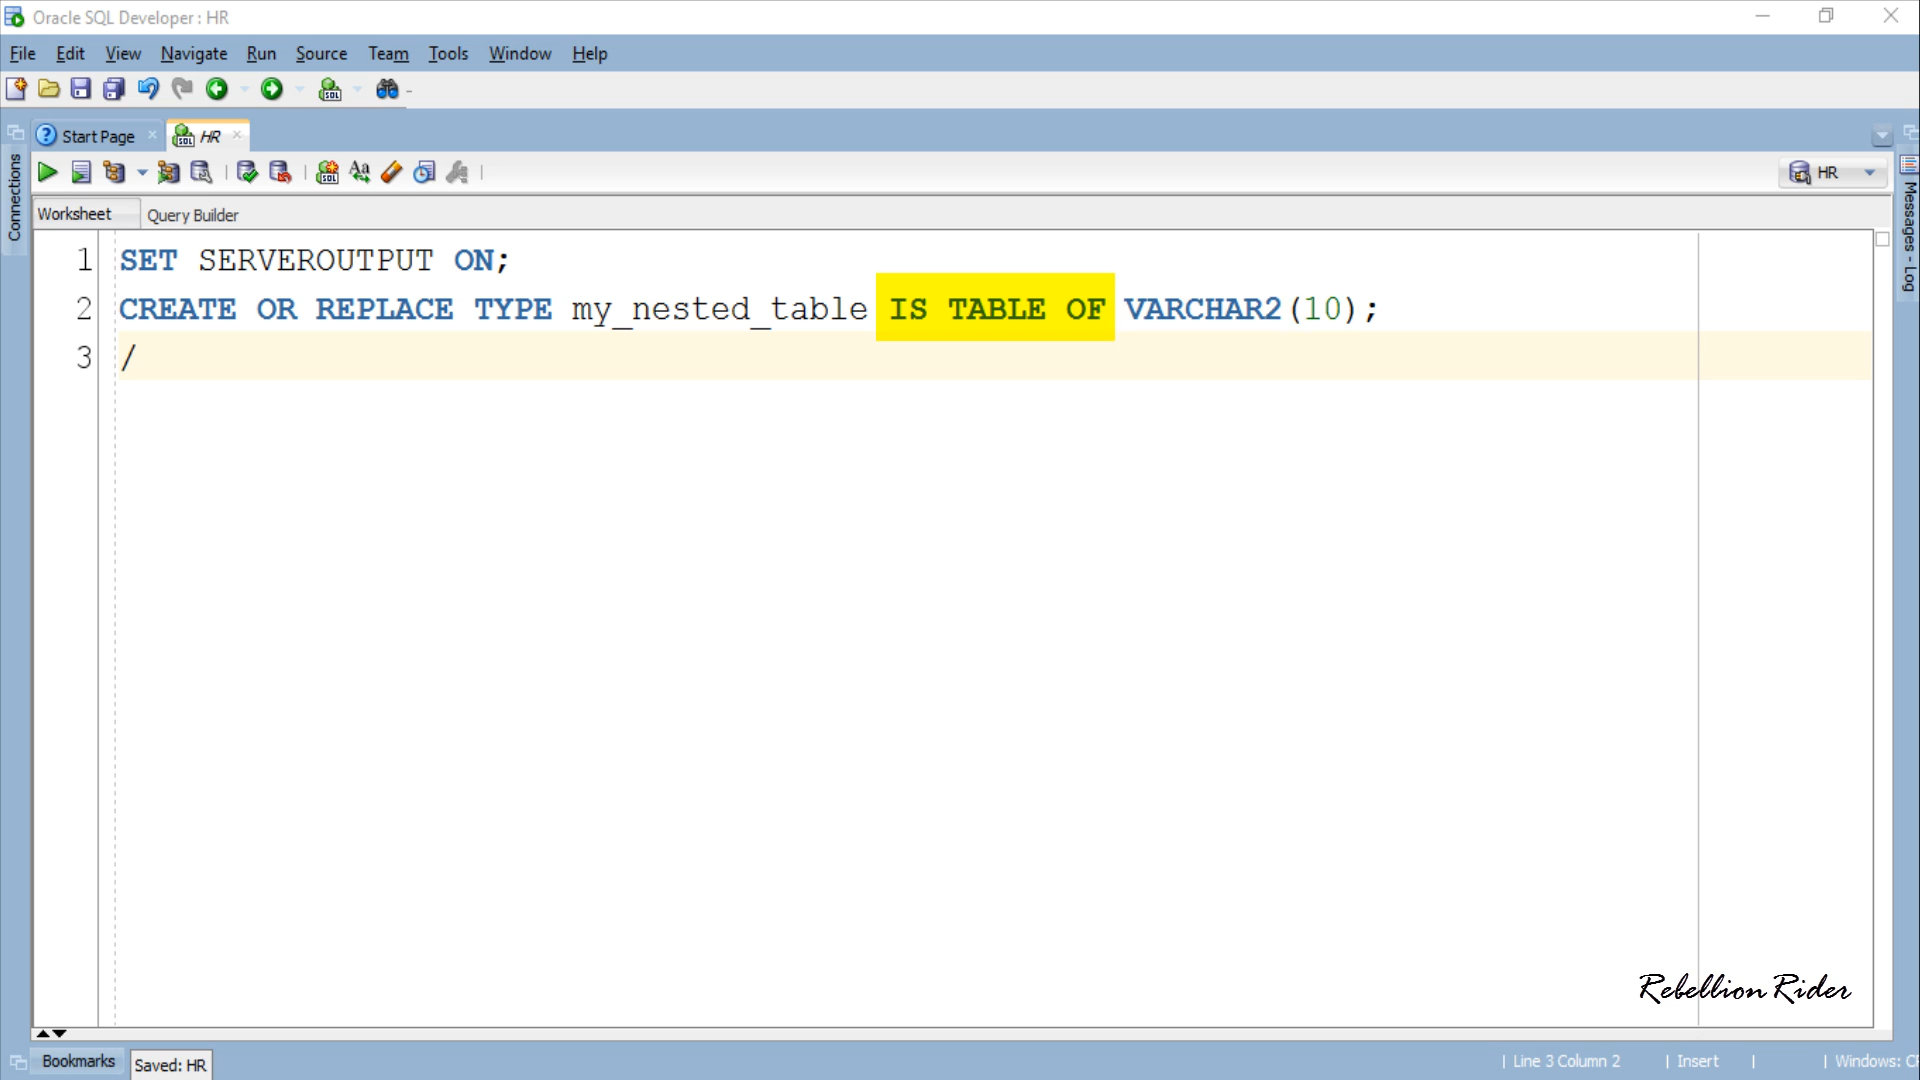 Oracle SQL Developer : HR
File Edit View Navigate Run Source Team Tools Window Help
Start Page HR
HR
Worksheet Query Builder
Connections
Messages - Log
1 SET SERVEROUTPUT ON;
2 CREATE OR REPLACE TYPE my_nested_table IS TABLE OF VARCHAR2(10);
3 /
Rebellion Rider
Bookmarks Saved: HR
Line 3 Column 2 | Insert | | Windows: